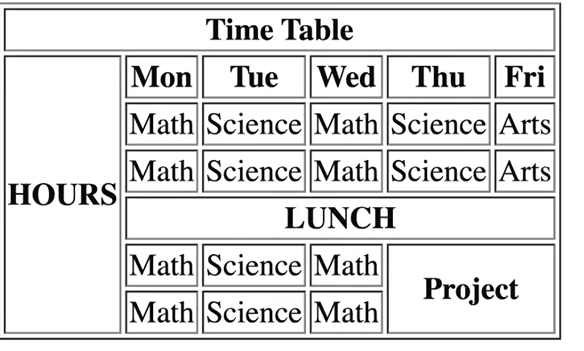 Time Table
HOURS Mon Tue Wed Thu Fri
Math Science Math Science Arts
Math Science Math Science Arts
LUNCH
Math Science Math Project
Math Science Math